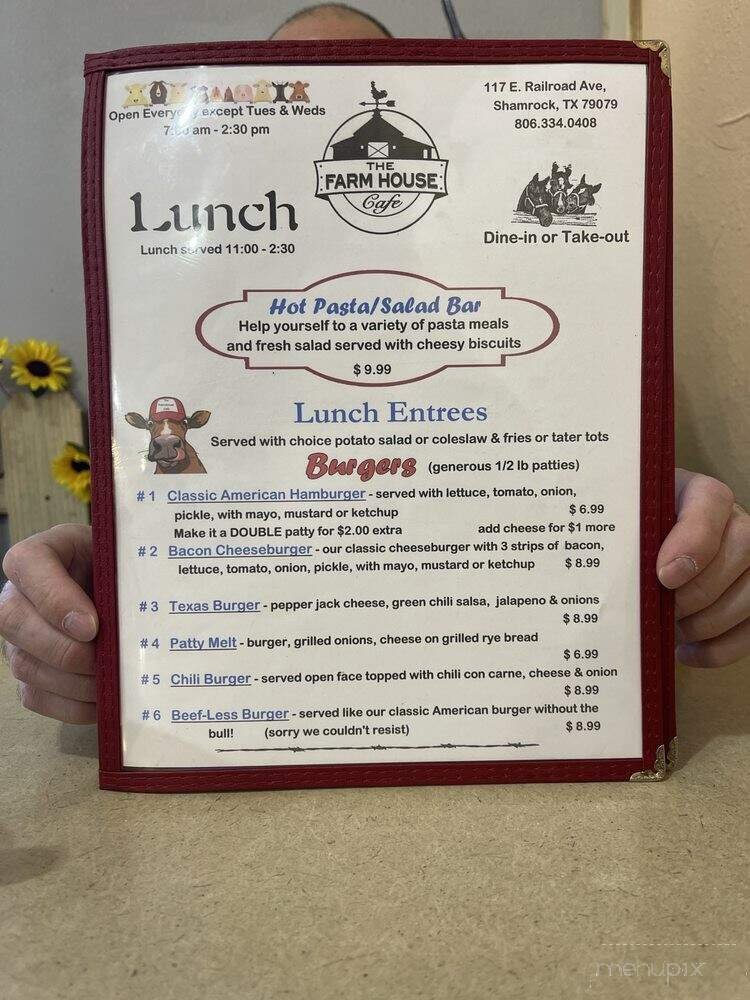 Open Everyday except Tues & Weds
7:00 am - 2:30 pm
THE
FARM HOUSE
Cafe
117 E. Railroad Ave,
Shamrock, TX 79079
806.334.0408
Lunch
Lunch served 11:00 - 2:30
Dine-in or Take-out
Hot Pasta/Salad Bar
Help yourself to a variety of pasta meals
and fresh salad served with cheesy biscuits
$ 9.99
Lunch Entrees
Served with choice potato salad or coleslaw & fries or tater tots
Burgers (generous 1/2 lb patties)
# 1 Classic American Hamburger - served with lettuce, tomato, onion,
pickle, with mayo, mustard or ketchup $ 6.99
Make it a DOUBLE patty for $2.00 extra add cheese for $1 more
# 2 Bacon Cheeseburger - our classic cheeseburger with 3 strips of bacon,
lettuce, tomato, onion, pickle, with mayo, mustard or ketchup $ 8.99
# 3 Texas Burger - pepper jack cheese, green chili salsa, jalapeno & onions
$ 8.99
# 4 Patty Melt - burger, grilled onions, cheese on grilled rye bread
$ 6.99
# 5 Chili Burger - served open face topped with chili con carne, cheese & onion
$ 8.99
# 6 Beef-Less Burger - served like our classic American burger without the
bull! (sorry we couldn't resist) $ 8.99
menupix